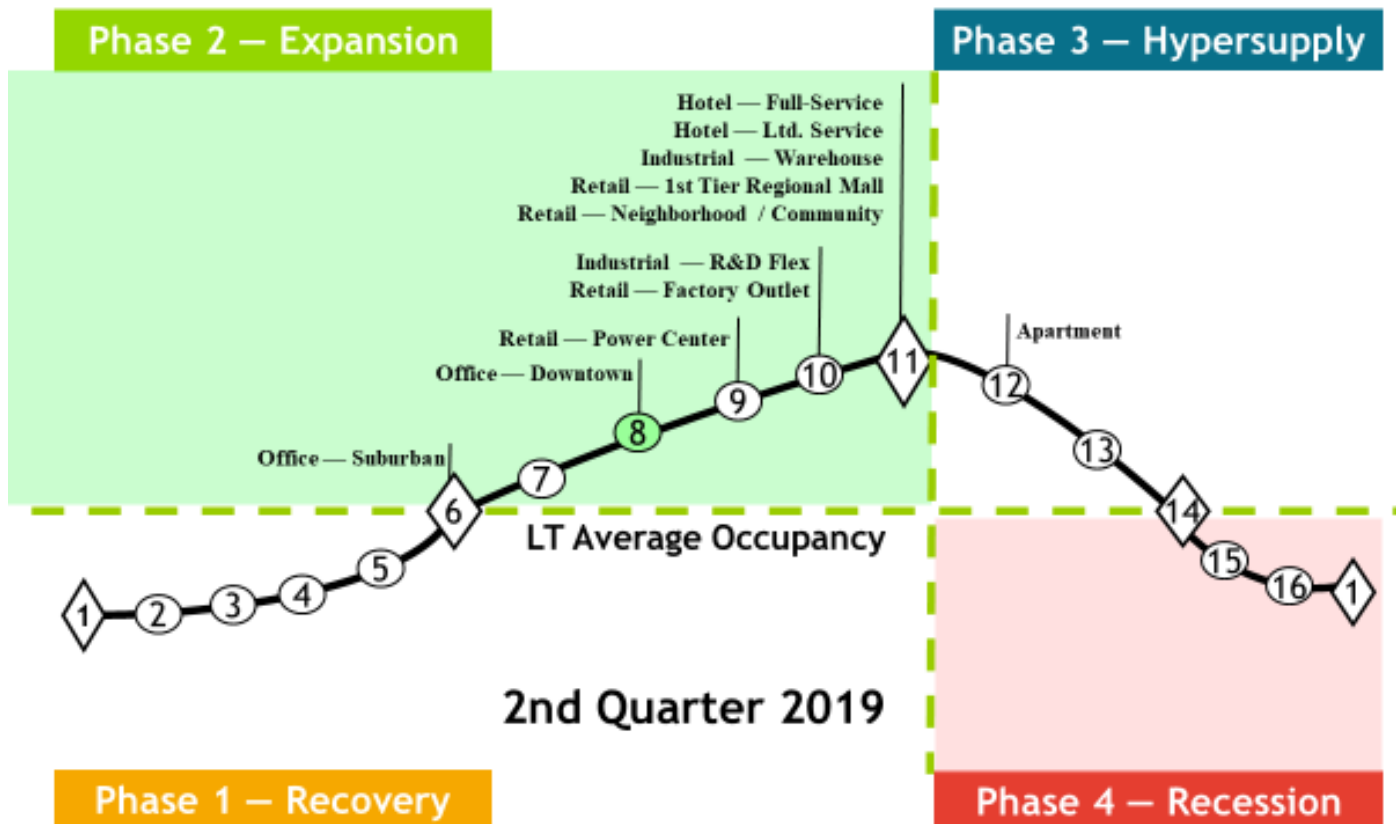 Phase 2 — Expansion
Phase 3 — Hypersupply
Hotel — Full-Service
Hotel — Ltd. Service
Industrial — Warehouse
Retail — 1st Tier Regional Mall
Retail — Neighborhood / Community
Industrial — R&D Flex
Retail — Factory Outlet
Retail — Power Center
Office — Downtown
Office — Suburban
Apartment
1
2
3
4
5
6
7
8
9
10
11
12
13
14
15
16
1
LT Average Occupancy
2nd Quarter 2019
Phase 1 — Recovery
Phase 4 — Recession